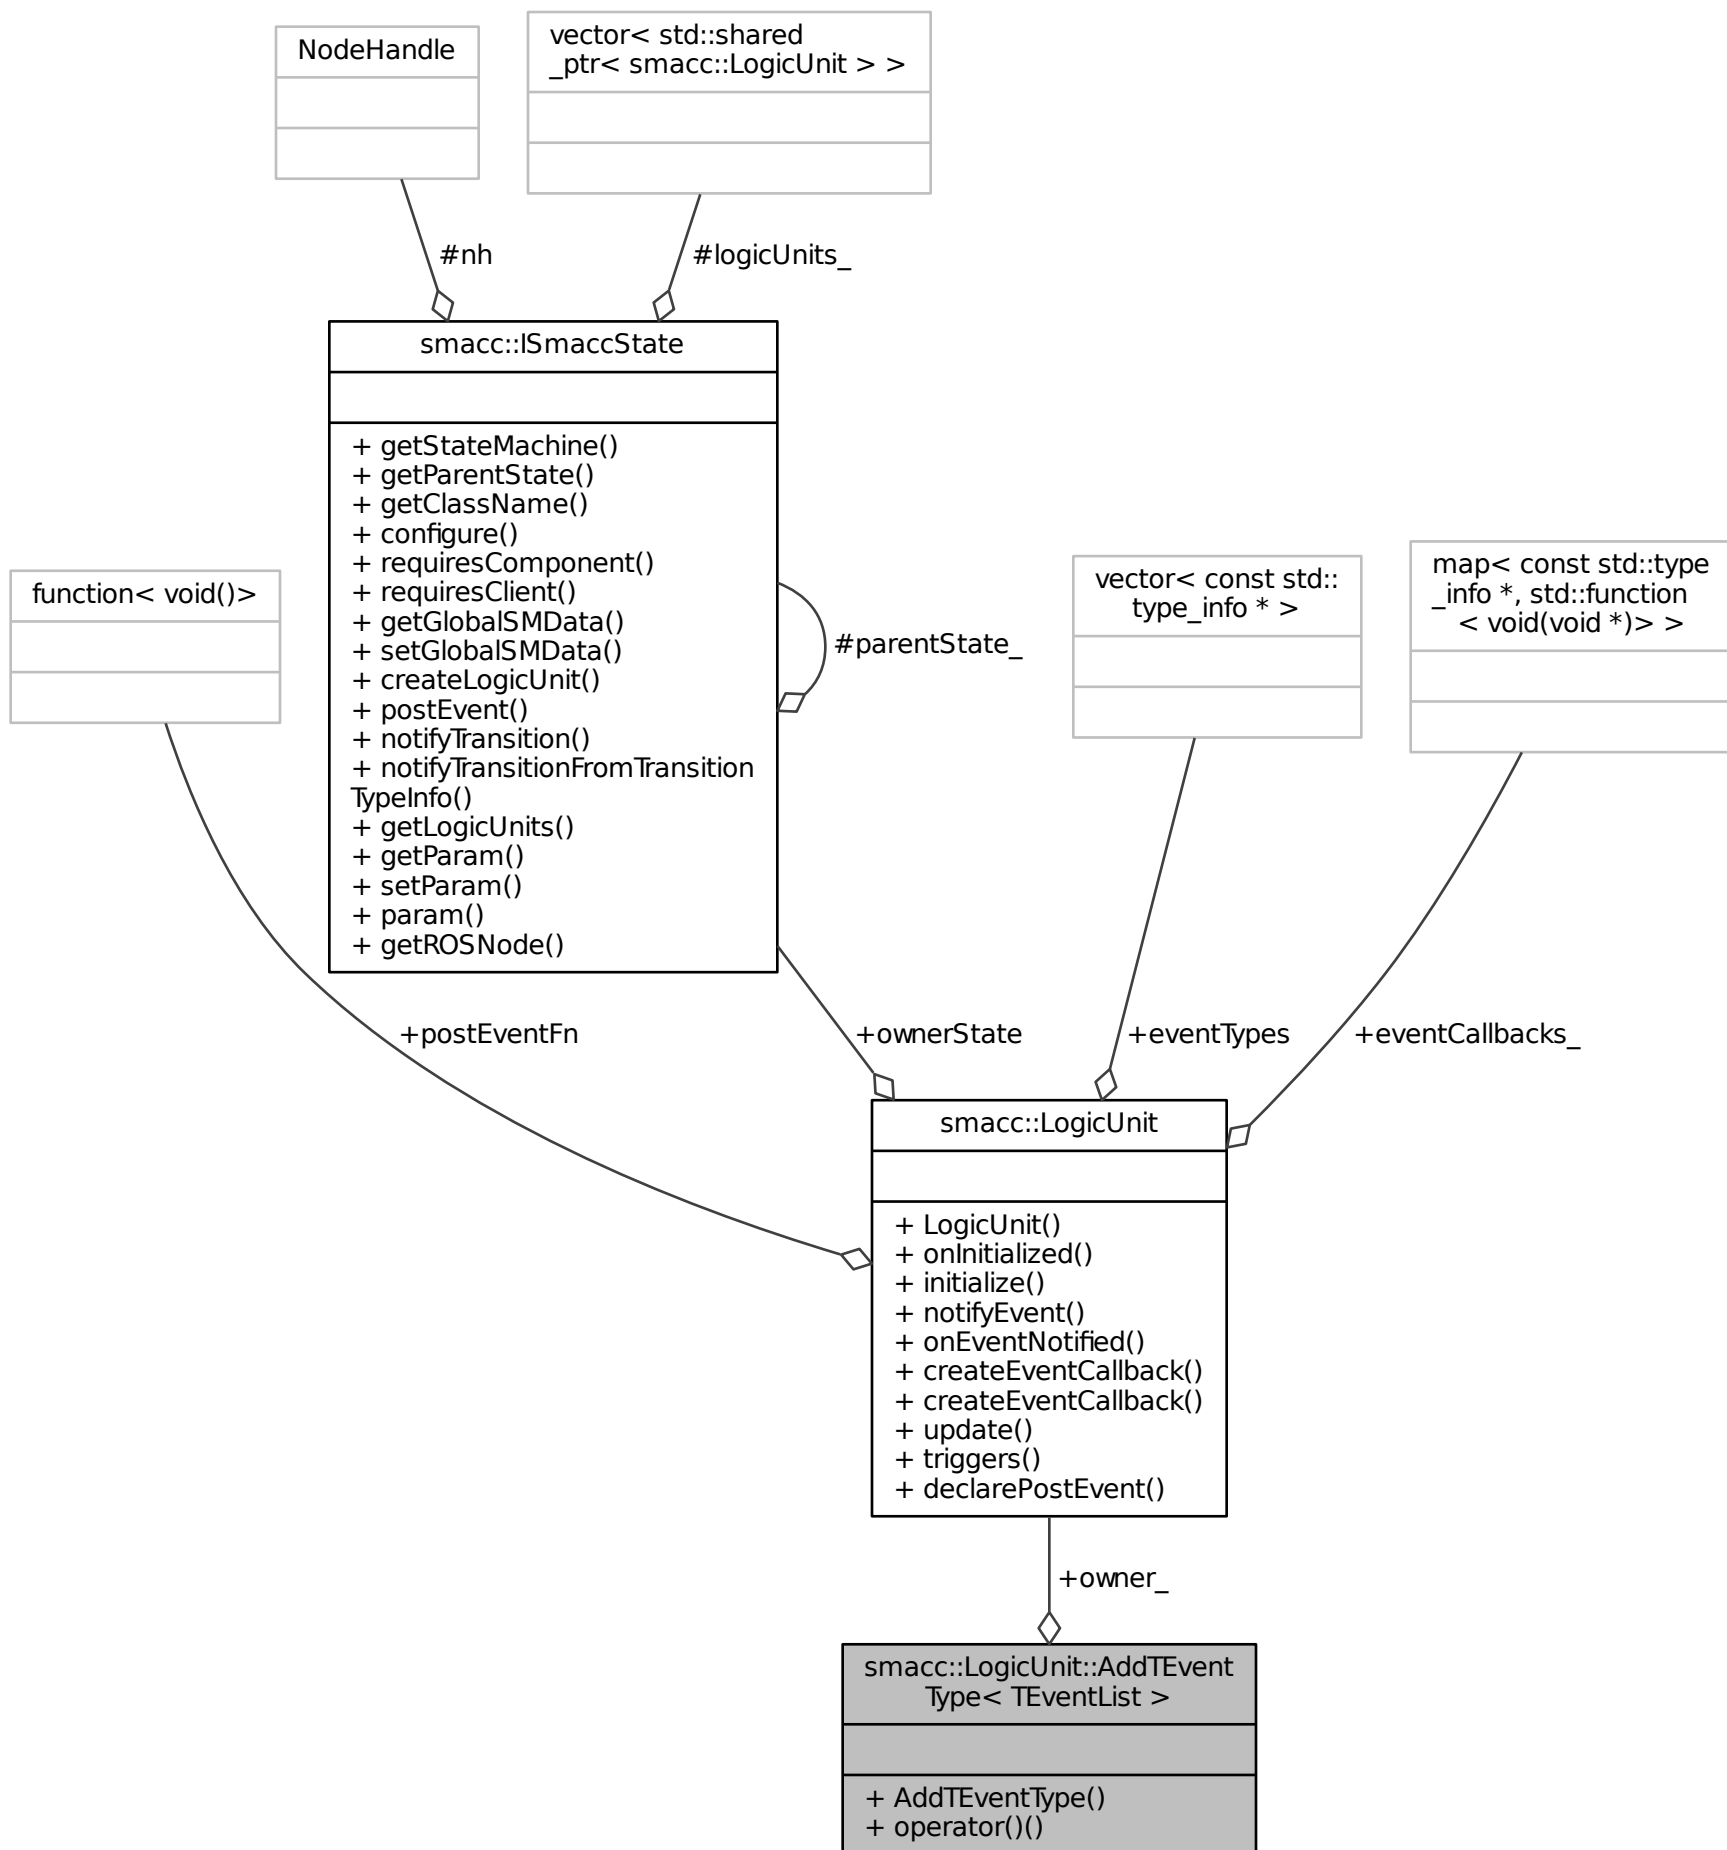 NodeHandle
vector< std::shared
_ptr< smacc::LogicUnit > >
#nh
#logicUnits_
smacc::ISmaccState
+ getStateMachine()
+ getParentState()
+ getClassName()
+ configure()
+ requiresComponent()
+ requiresClient()
+ getGlobalSMData()
+ setGlobalSMData()
+ createLogicUnit()
+ postEvent()
+ notifyTransition()
+ notifyTransitionFromTransition
TypeInfo()
+ getLogicUnits()
+ getParam()
+ setParam()
+ param()
+ getROSNode()
#parentState_
function< void()>
vector< const std::
type_info * >
map< const std::type
_info *, std::function
< void(void *)> >
+postEventFn
+ownerState
+eventTypes
+eventCallbacks_
smacc::LogicUnit
+ LogicUnit()
+ onInitialized()
+ initialize()
+ notifyEvent()
+ onEventNotified()
+ createEventCallback()
+ createEventCallback()
+ update()
+ triggers()
+ declarePostEvent()
+owner_
smacc::LogicUnit::AddTEvent
Type< TEventList >
+ AddTEventType()
+ operator()()